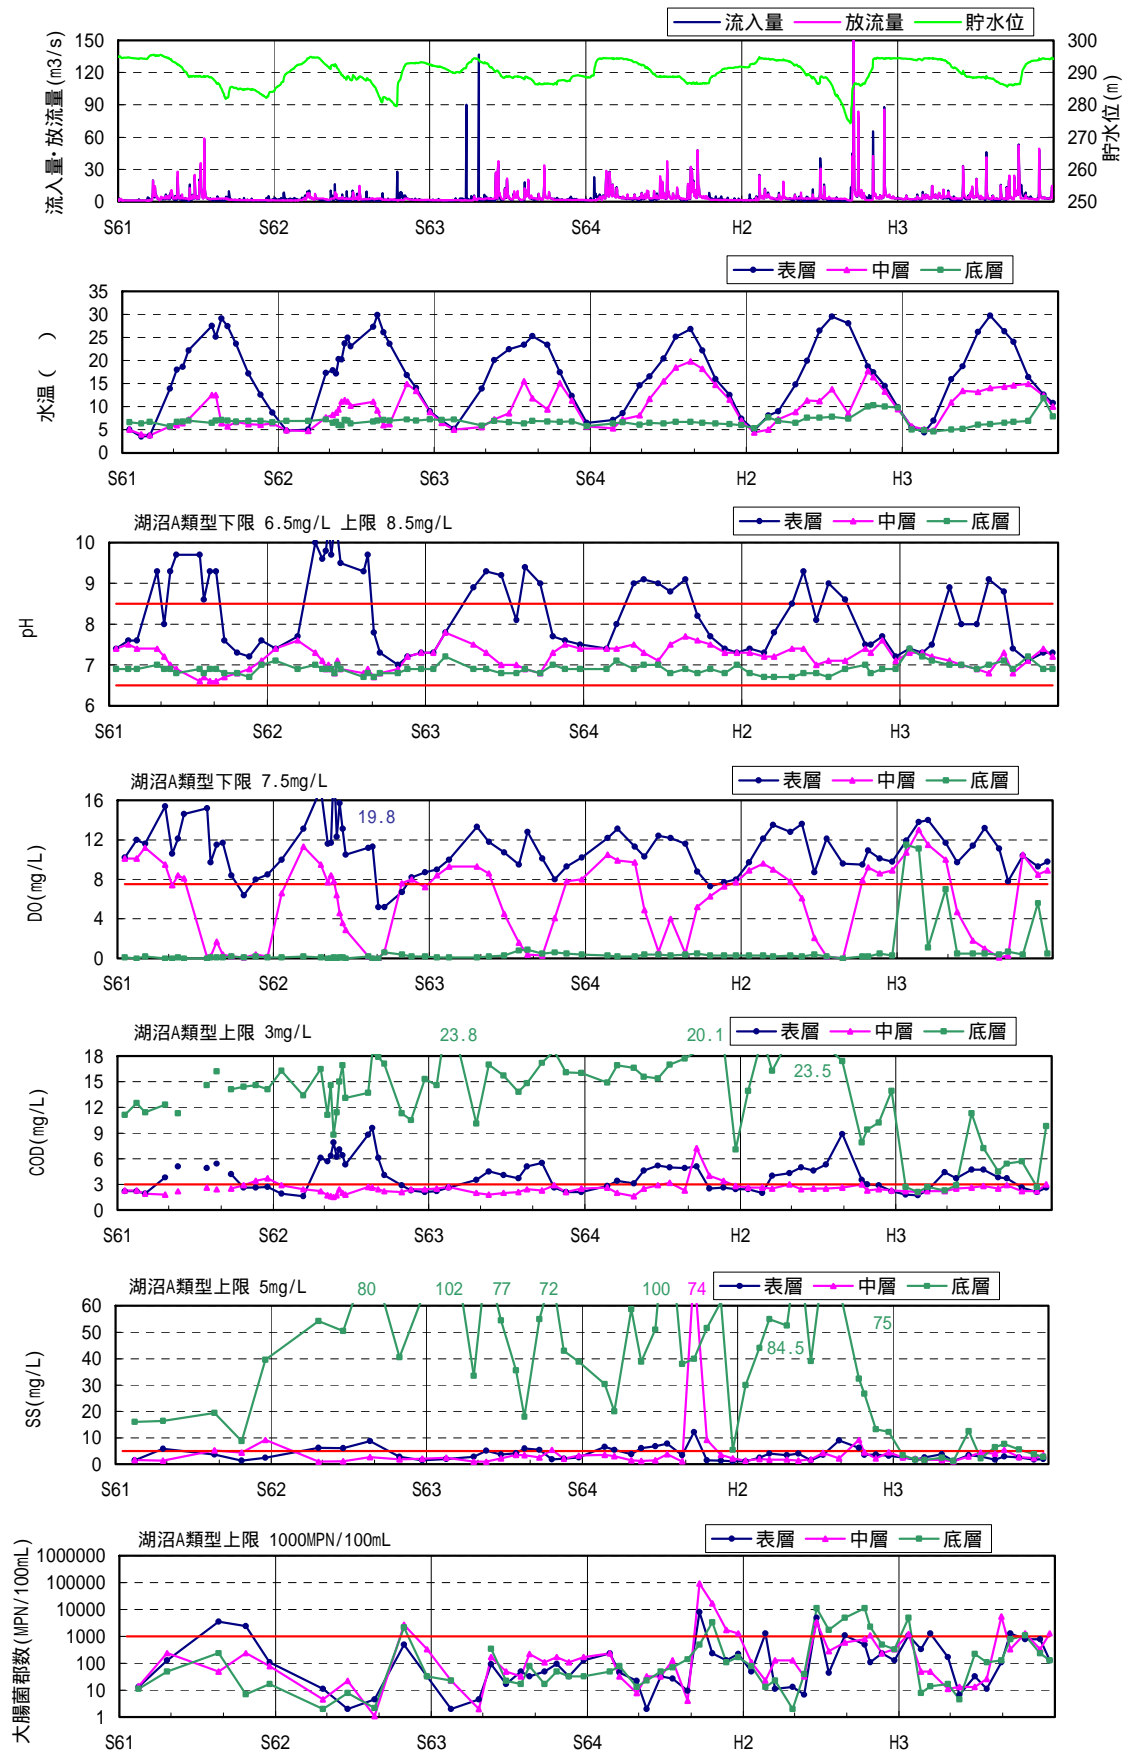 流入量 放流量 貯水位
流入量・放流量(m3/s)
150
120
90
60
30
0
300
290
280
270
260
250
貯水位(m)
S61 S62 S63 S64 H2 H3
表層 中層 底層
水温( )
35
30
25
20
15
10
5
0
S61 S62 S63 S64 H2 H3
湖沼A類型下限 6.5mg/L 上限 8.5mg/L
表層 中層 底層
pH
10
9
8
7
6
S61 S62 S63 S64 H2 H3
湖沼A類型下限 7.5mg/L
表層 中層 底層
DO(mg/L)
16
12
8
4
0
19.8
S61 S62 S63 S64 H2 H3
湖沼A類型上限 3mg/L
23.8
20.1
表層 中層 底層
COD(mg/L)
18
15
12
9
6
3
0
23.5
S61 S62 S63 S64 H2 H3
湖沼A類型上限 5mg/L
80 102 77 72 100 74
表層 中層 底層
SS(mg/L)
60
50
40
30
20
10
0
75
84.5
S61 S62 S63 S64 H2 H3
湖沼A類型上限 1000MPN/100mL
表層 中層 底層
大腸菌郡数(MPN/100mL)
1000000
100000
10000
1000
100
10
1
S61 S62 S63 S64 H2 H3